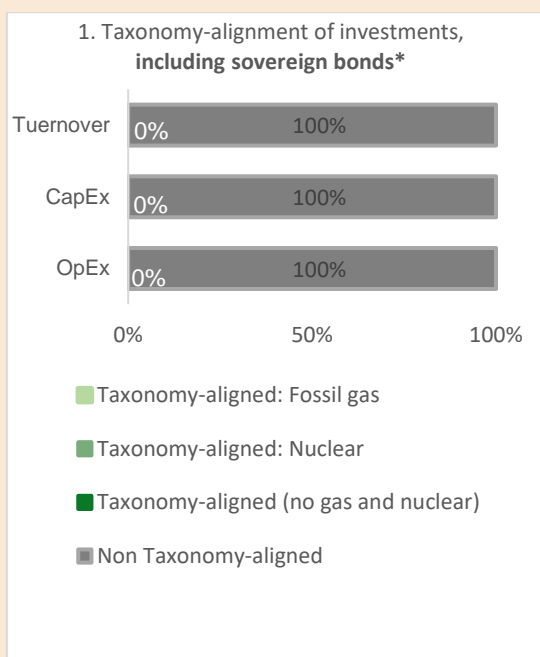 1. Taxonomy-alignment of investments,
including sovereign bonds*
Tuernover
0%
100%
CapEx
0%
100%
OpEx
0%
100%
0%
50%
100%
Taxonomy-aligned: Fossil gas
Taxonomy-aligned: Nuclear
Taxonomy-aligned (no gas and nuclear)
Non Taxonomy-aligned